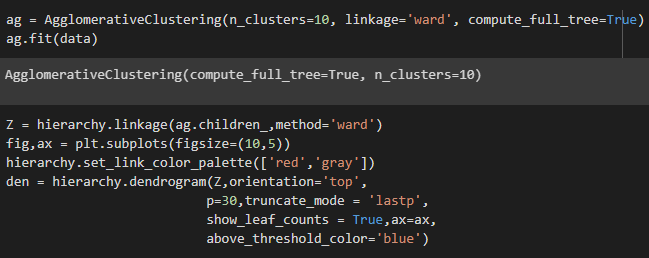 ag = AgglomerativeClustering(n_clusters=10, linkage='ward', compute_full_tree=True)
ag.fit(data)
AgglomerativeClustering(compute_full_tree=True, n_clusters=10)
Z = hierarchy.linkage(ag.children_,method='ward')
fig,ax = plt.subplots(figsize=(10,5))
hierarchy.set_link_color_palette(['red','gray'])
den = hierarchy.dendrogram(Z,orientation='top',
p=30,truncate_mode = 'lastp',
show_leaf_counts = True,ax=ax,
above_threshold_color='blue')